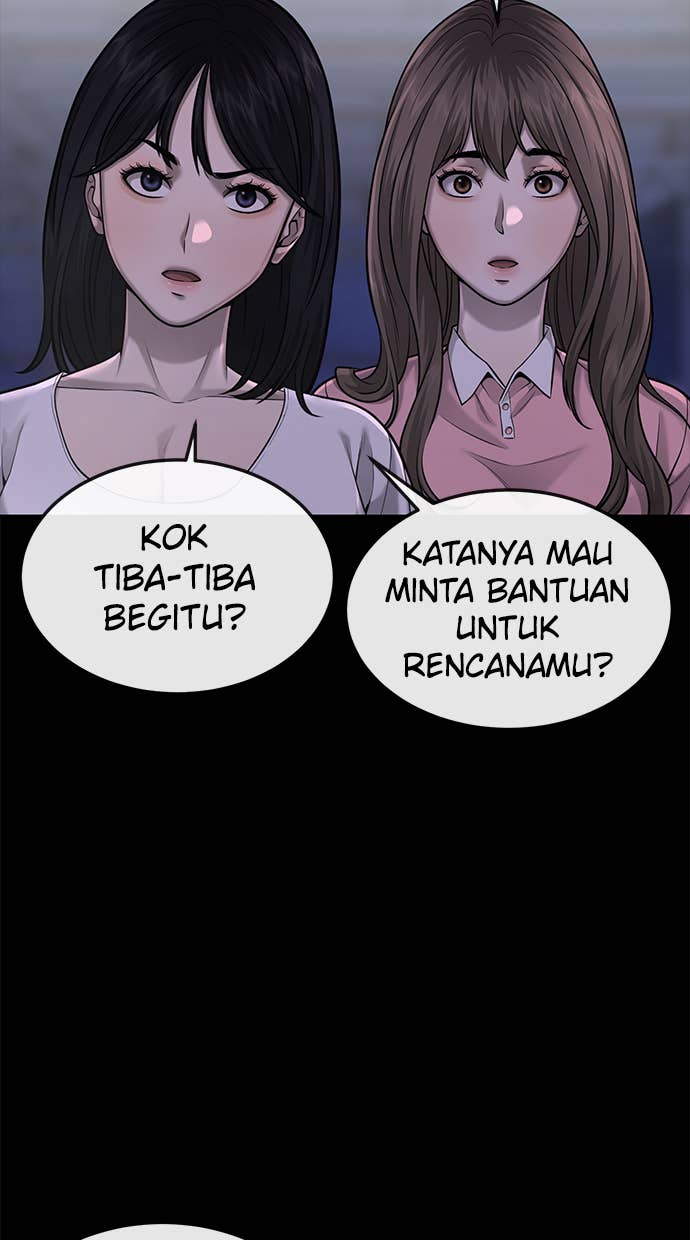 KOK
TIBA-TIBA
BEGITU?
KATANYA MAU
MINTA BANTUAN
UNTUK
RENCANAMU?